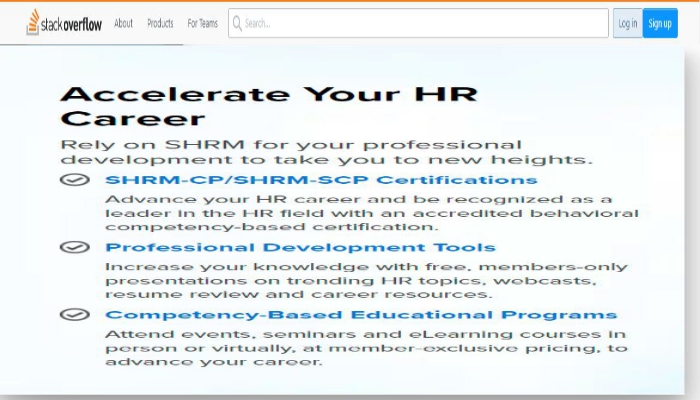 stackoverflow About Products For Teams Search... Log in Sign up
Accelerate Your HR
Career
Rely on SHRM for your professional
development to take you to new heights.
SHRM-CP/SHRM-SCP Certifications
Advance your HR career and be recognized as a
leader in the HR field with an accredited behavioral
competency-based certification.
Professional Development Tools
Increase your knowledge with free, members-only
presentations on trending HR topics, webcasts,
resume review and career resources.
Competency-Based Educational Programs
Attend events, seminars and eLearning courses in
person or virtually, at member-exclusive pricing, to
advance your career.